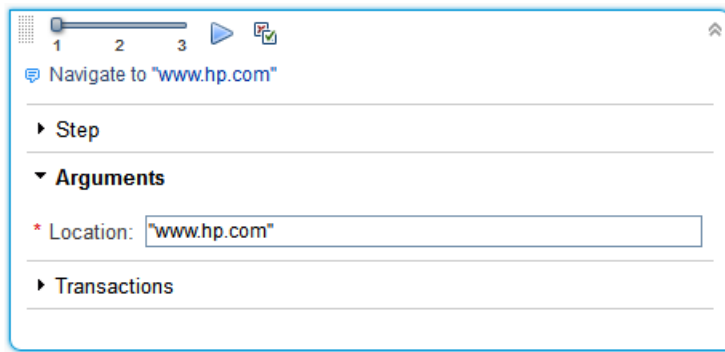 1 2 3
Navigate to "www.hp.com"
Step
Arguments
* Location: "www.hp.com"
Transactions